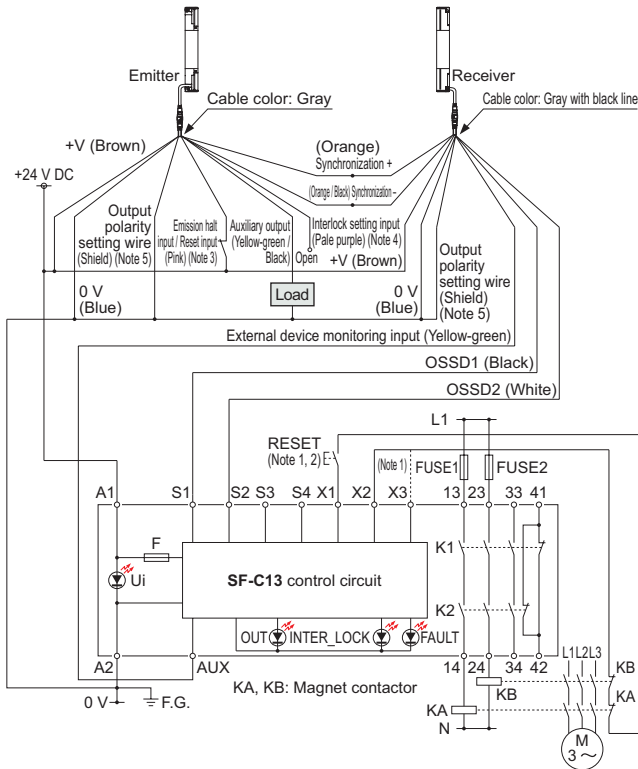 Emitter
Receiver
Cable color: Gray
Cable color: Gray with black line
+V (Brown)
(Orange)
Synchronization +
+24 V DC
(Orange / Black) Synchronization –
Output
polarity
setting wire
(Shield) (Note 5)
Emission halt
input / Reset input
(Pink) (Note 3)
Auxiliary output
(Yellow-green /
Black)
Interlock setting input
(Pale purple) (Note 4)
Open
+V (Brown)
Output
polarity
setting wire
(Shield)
(Note 5)
0 V
(Blue)
Load
0 V
(Blue)
External device monitoring input (Yellow-green)
OSSD1 (Black)
OSSD2 (White)
L1
RESET
(Note 1, 2)
(Note 1)
FUSE1
FUSE2
A1 S1 S2 S3 S4 X1 X2 X3 13 23 33 41
F
K1
Ui
SF-C13 control circuit
K2
OUT INTER_LOCK FAULT
A2 AUX 14 24 34 42
L1L2L3
KA, KB: Magnet contactor
KB
KB
KA
0 V
F.G.
KA
N
M
3 ~